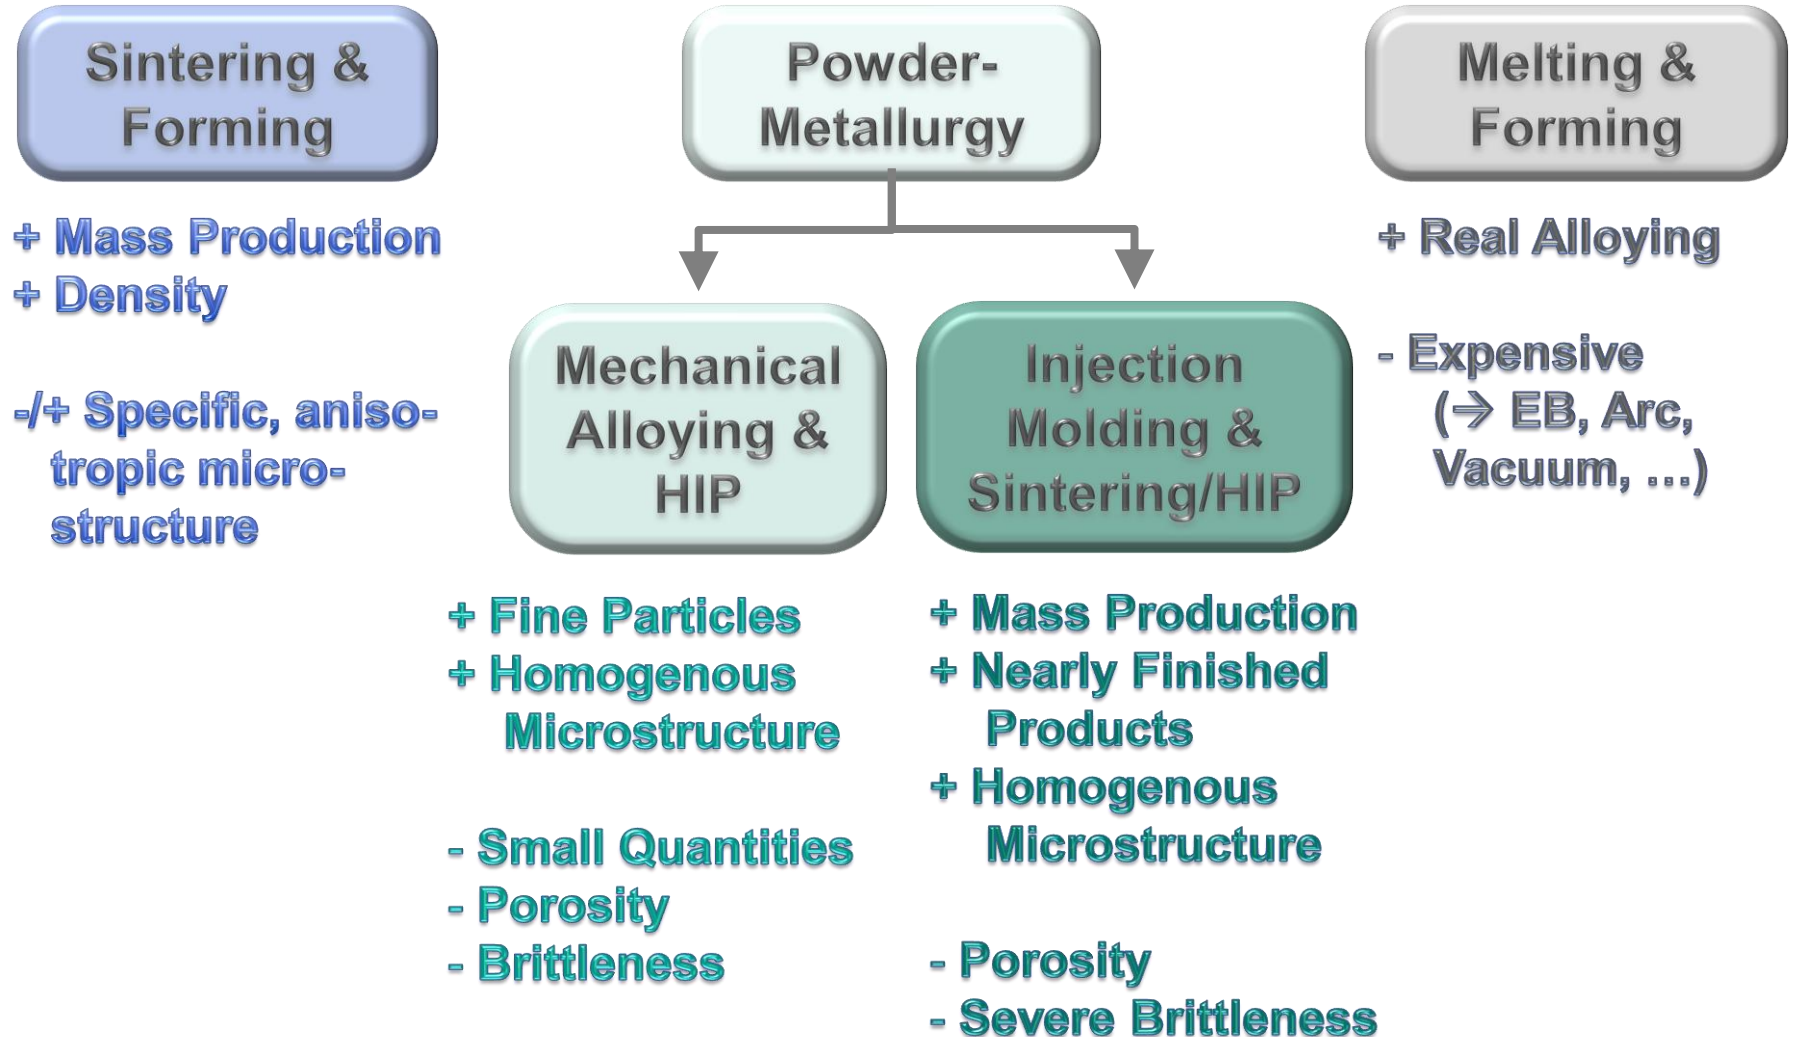 Sintering &
Forming
+ Mass Production
+ Density
-/+ Specific, aniso-
tropic micro-
structure
Powder-
Metallurgy
Mechanical
Alloying &
HIP
+ Fine Particles
+ Homogenous
Microstructure
- Small Quantities
- Porosity
- Brittleness
Injection
Molding &
Sintering/HIP
+ Mass Production
+ Nearly Finished
Products
+ Homogenous
Microstructure
- Porosity
- Severe Brittleness
Melting &
Forming
+ Real Alloying
- Expensive
(→ EB, Arc,
Vacuum, ...)